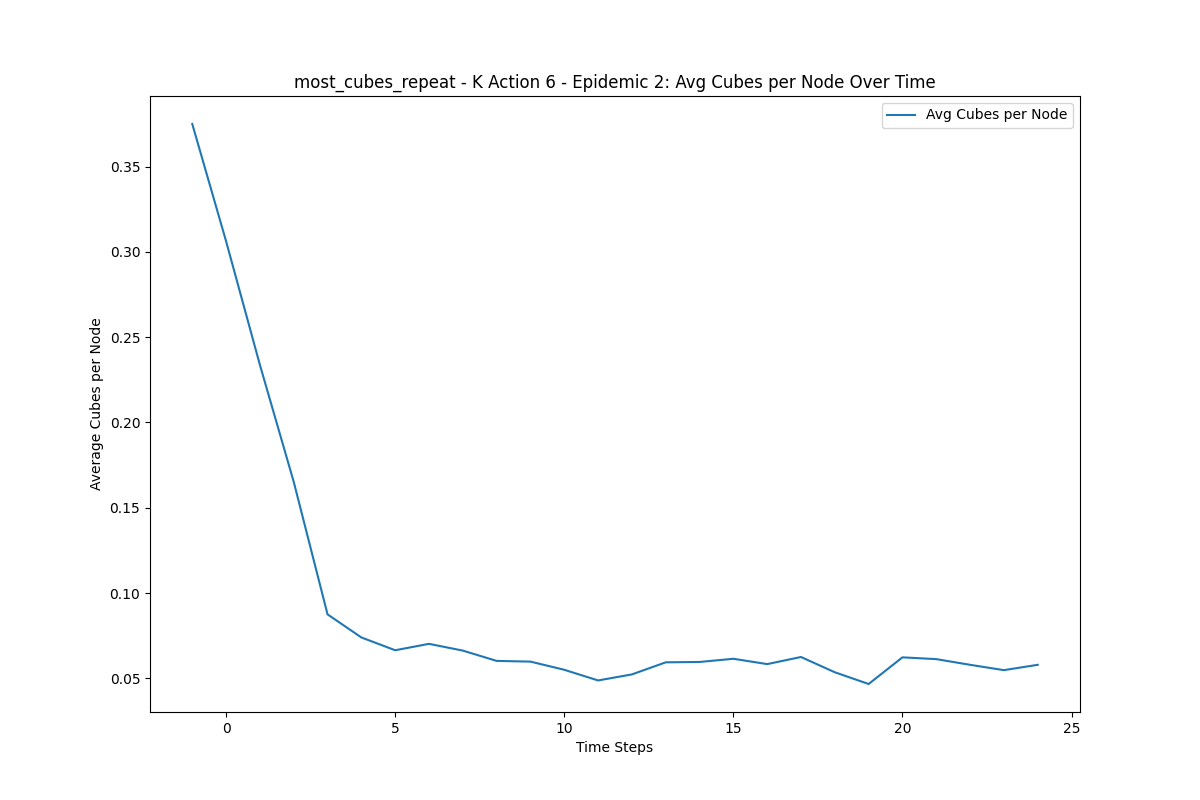 most_cubes_repeat - K Action 6 - Epidemic 2: Avg Cubes per Node Over Time
Avg Cubes per Node
Average Cubes per Node
0.35
0.30
0.25
0.20
0.15
0.10
0.05
0 5 10 15 20 25
Time Steps